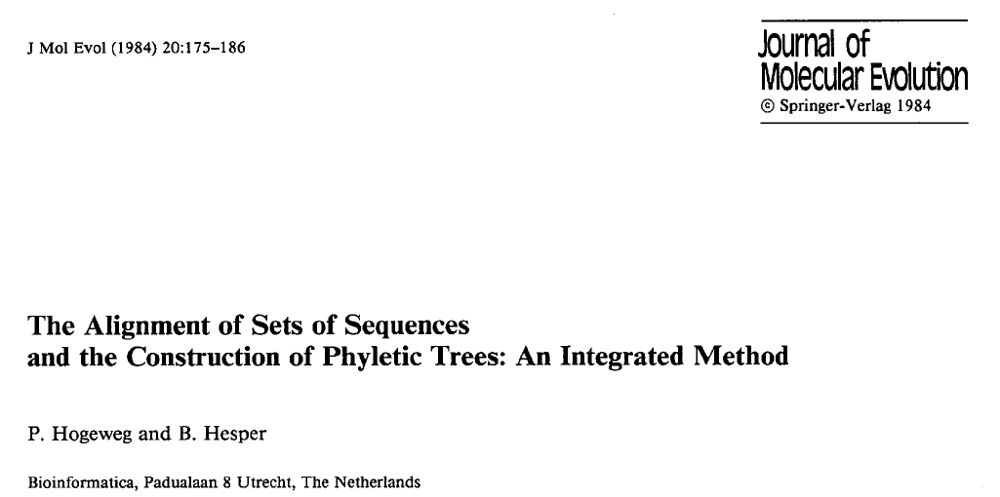 J Mol Evol (1984) 20:175–186
Journal of
Molecular Evolution
© Springer-Verlag 1984
The Alignment of Sets of Sequences
and the Construction of Phyletic Trees: An Integrated Method
P. Hogeweg and B. Hesper
Bioinformatica, Padualaan 8 Utrecht, The Netherlands